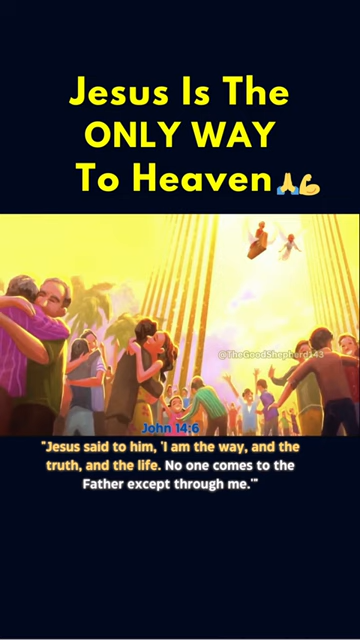 Jesus Is The
ONLY WAY
To Heaven🙏💪
@TheGoodShepherd143
John 14:6
"Jesus said to him, 'I am the way, and the
truth, and the life. No one comes to the
Father except through me.'"